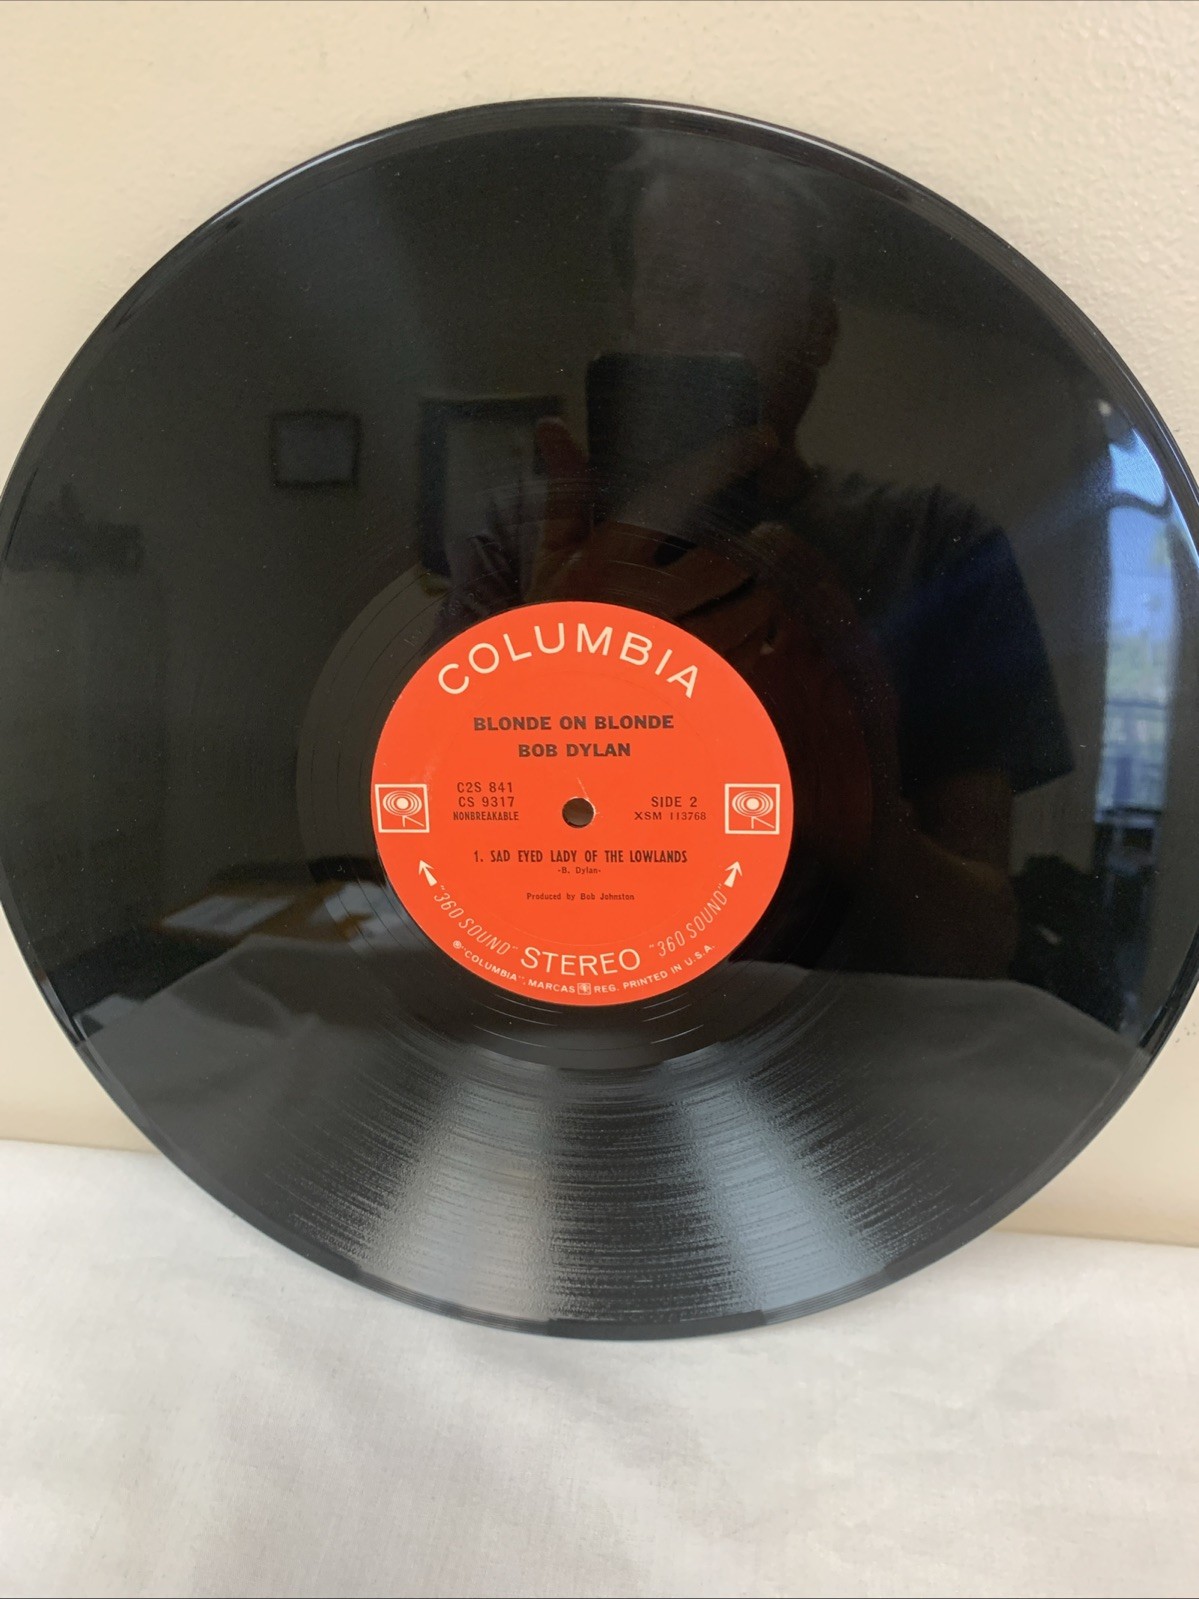 COLUMBIA
BLONDE ON BLONDE
BOB DYLAN
C2S 841
CS 9317
NONBREAKABLE
SIDE 2
XSM 113768
1. SAD EYED LADY OF THE LOWLANDS
-B. Dylan-
Produced by Bob Johnston
"360 SOUND" STEREO "360 SOUND"
℗"COLUMBIA", MARCAS REG. PRINTED IN U.S.A.